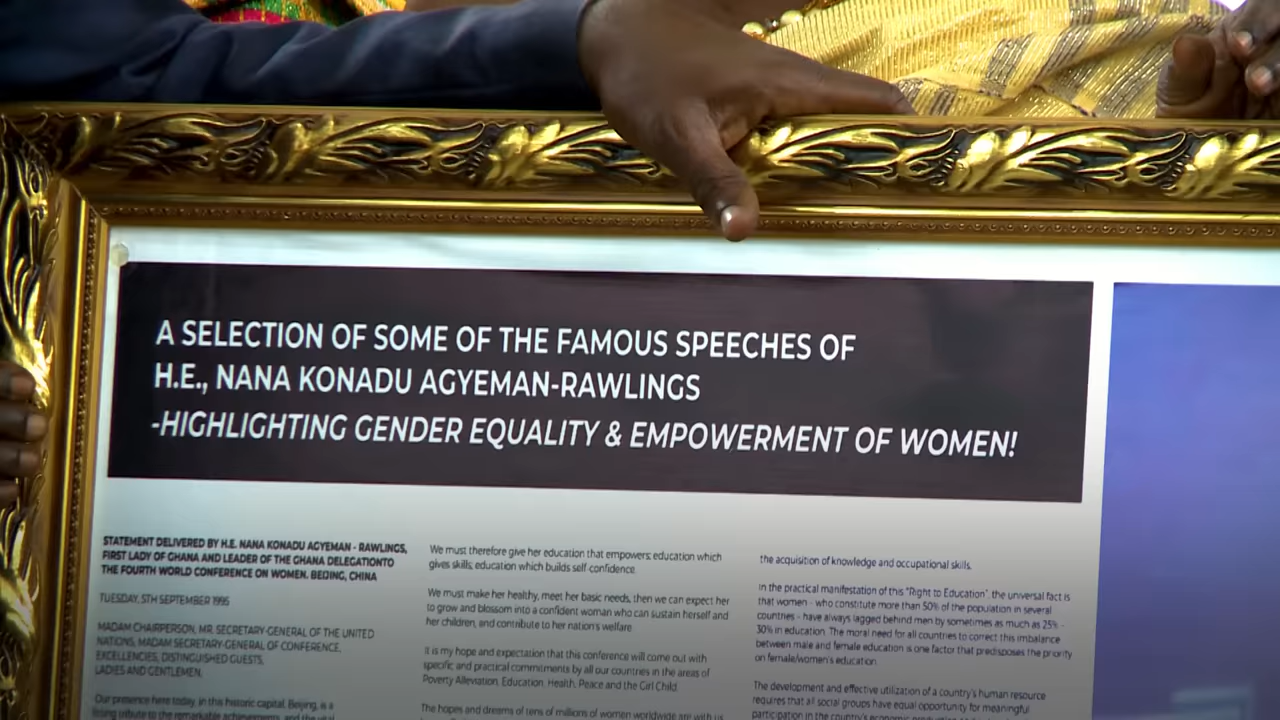 A SELECTION OF SOME OF THE FAMOUS SPEECHES OF
H.E., NANA KONADU AGYEMAN-RAWLINGS
-HIGHLIGHTING GENDER EQUALITY & EMPOWERMENT OF WOMEN!
STATEMENT DELIVERED BY H.E. NANA KONADU AGYEMAN - RAWLINGS,
FIRST LADY OF GHANA AND LEADER OF THE GHANA DELEGATIONTO
THE FOURTH WORLD CONFERENCE ON WOMEN. BEIJING, CHINA
TUESDAY, 5TH SEPTEMBER 1995
MADAM CHAIRPERSON, MR. SECRETARY-GENERAL OF THE UNITED
NATIONS, MADAM SECRETARY-GENERAL OF CONFERENCE,
EXCELLENCIES, DISTINGUISHED GUESTS,
LADIES AND GENTLEMEN,
Our presence here today, in this historic capital, Beijing, is a
living tribute to the remarkable achievements, and the vital
We must therefore give her education that empowers; education which
gives skills; education which builds self-confidence.
We must make her healthy, meet her basic needs, then we can expect her
to grow and blossom into a confident woman who can sustain herself and
her children, and contribute to her nation's welfare.
It is my hope and expectation that this conference will come out with
specific and practical commitments by all our countries in the areas of
Poverty Alleviation, Education, Health, Peace and the Girl Child.
The hopes and dreams of tens of millions of women worldwide are with us
the acquisition of knowledge and occupational skills.
In the practical manifestation of this "Right to Education", the universal fact is
that women - who constitute more than 50% of the population in several
countries - have always lagged behind men by sometimes as much as 25% -
30% in education. The moral need for all countries to correct this imbalance
between male and female education is one factor that predisposes the priority
on female/women's education.
The development and effective utilization of a country's human resource
requires that all social groups have equal opportunity for meaningful
participation in the country's economic